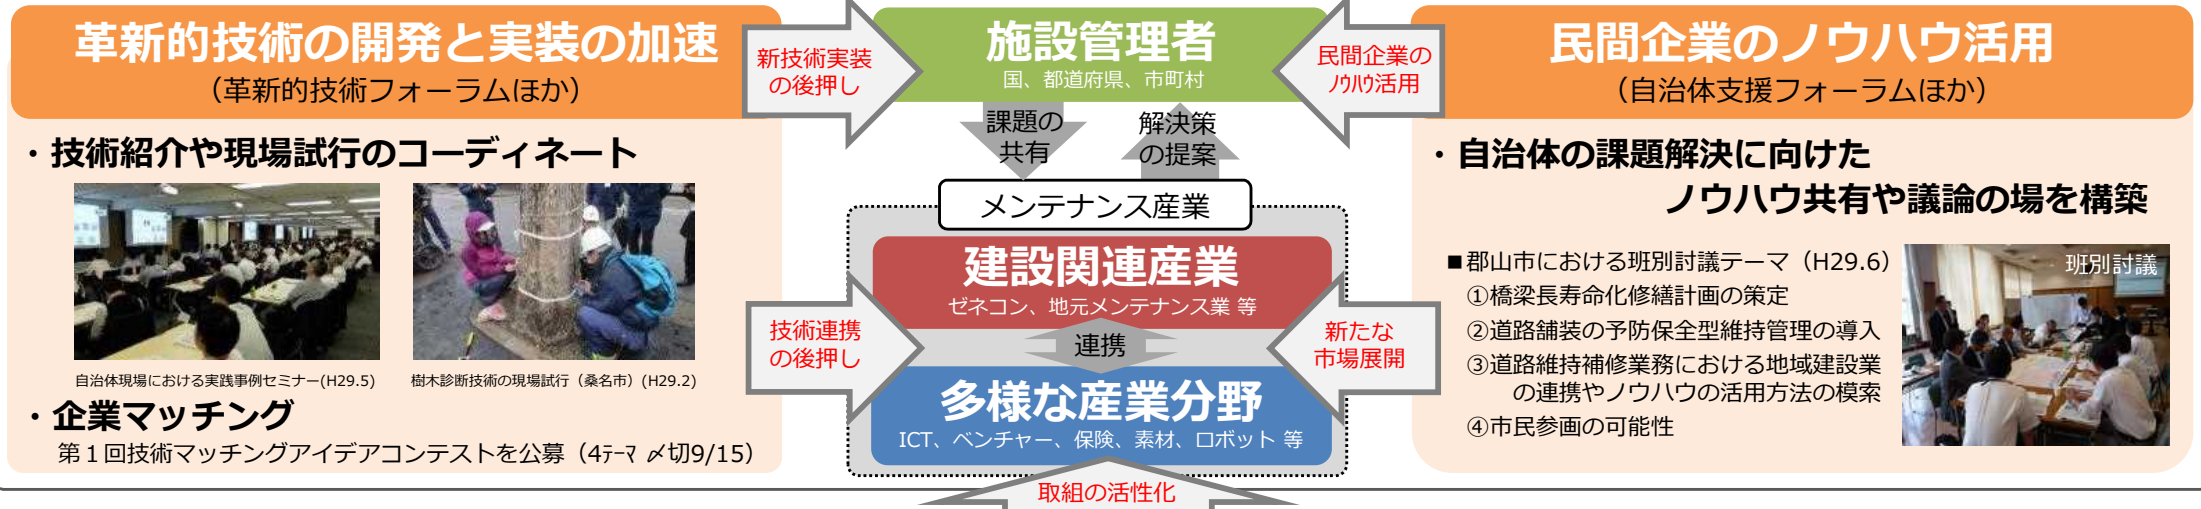 革新的技術の開発と実装の加速
（革新的技術フォーラムほか）
・技術紹介や現場試行のコーディネート
自治体現場における実践事例セミナー(H29.5)
樹木診断技術の現場試行（桑名市）(H29.2)
・企業マッチング
第１回技術マッチングアイデアコンテストを公募（4ﾃｰﾏ 〆切9/15）
新技術実装
の後押し
施設管理者
国、都道府県、市町村
民間企業の
ﾉｳﾊｳ活用
課題の
共有
解決策
の提案
メンテナンス産業
建設関連産業
ゼネコン、地元メンテナンス業 等
技術連携
の後押し
連携
新たな
市場展開
多様な産業分野
ICT、ベンチャー、保険、素材、ロボット 等
取組の活性化
民間企業のノウハウ活用
（自治体支援フォーラムほか）
・自治体の課題解決に向けた
ノウハウ共有や議論の場を構築
■郡山市における班別討議テーマ（H29.6）
①橋梁長寿命化修繕計画の策定
②道路舗装の予防保全型維持管理の導入
③道路維持補修業務における地域建設業
の連携やノウハウの活用方法の模索
④市民参画の可能性
班別討議